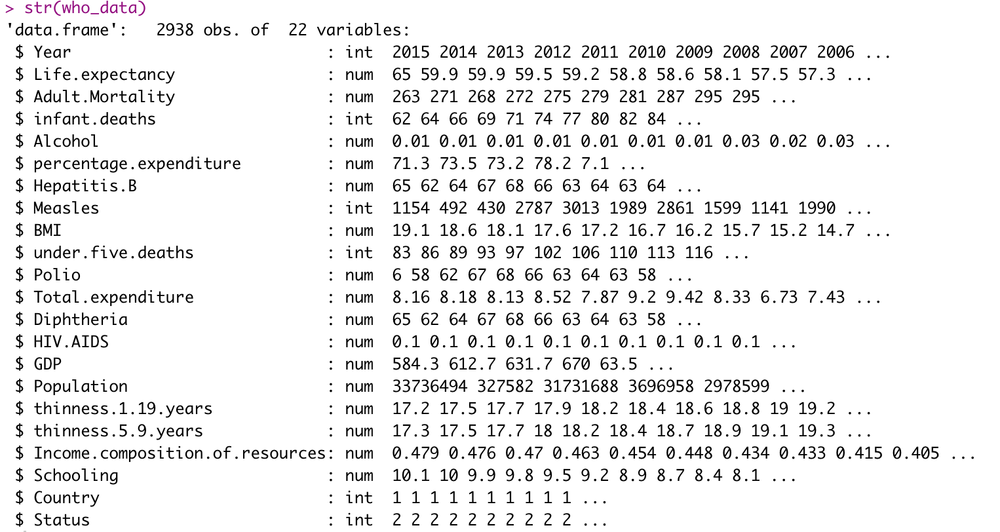 > str(who_data)
'data.frame':   2938 obs. of  22 variables:
 $ Year                           : int  2015 2014 2013 2012 2011 2010 2009 2008 2007 2006 ...
 $ Life.expectancy                : num  65 59.9 59.9 59.5 59.2 58.8 58.6 58.1 57.5 57.3 ...
 $ Adult.Mortality                : num  263 271 268 272 275 279 281 287 295 295 ...
 $ infant.deaths                  : int  62 64 66 69 71 74 77 80 82 84 ...
 $ Alcohol                        : num  0.01 0.01 0.01 0.01 0.01 0.01 0.01 0.03 0.02 0.03 ...
 $ percentage.expenditure         : num  71.3 73.5 73.2 78.2 7.1 ...
 $ Hepatitis.B                    : num  65 62 64 67 68 66 63 64 63 64 ...
 $ Measles                        : int  1154 492 430 2787 3013 1989 2861 1599 1141 1990 ...
 $ BMI                            : num  19.1 18.6 18.1 17.6 17.2 16.7 16.2 15.7 15.2 14.7 ...
 $ under.five.deaths              : int  83 86 89 93 97 102 106 110 113 116 ...
 $ Polio                          : num  6 58 62 67 68 66 63 64 63 58 ...
 $ Total.expenditure              : num  8.16 8.18 8.13 8.52 7.87 9.2 9.42 8.33 6.73 7.43 ...
 $ Diphtheria                     : num  65 62 64 67 68 66 63 64 63 58 ...
 $ HIV.AIDS                       : num  0.1 0.1 0.1 0.1 0.1 0.1 0.1 0.1 0.1 0.1 ...
 $ GDP                            : num  584.3 612.7 631.7 670 63.5 ...
 $ Population                     : num  33736494 327582 31731688 3696958 2978599 ...
 $ thinness.1.19.years            : num  17.2 17.5 17.7 17.9 18.2 18.4 18.6 18.8 19 19.2 ...
 $ thinness.5.9.years             : num  17.3 17.5 17.7 18 18.2 18.4 18.7 18.9 19.1 19.3 ...
 $ Income.composition.of.resources: num  0.479 0.476 0.47 0.463 0.454 0.448 0.434 0.433 0.415 0.405 ...
 $ Schooling                      : num  10.1 10 9.9 9.8 9.5 9.2 8.9 8.7 8.4 8.1 ...
 $ Country                        : int  1 1 1 1 1 1 1 1 1 1 ...
 $ Status                         : int  2 2 2 2 2 2 2 2 2 2 ...